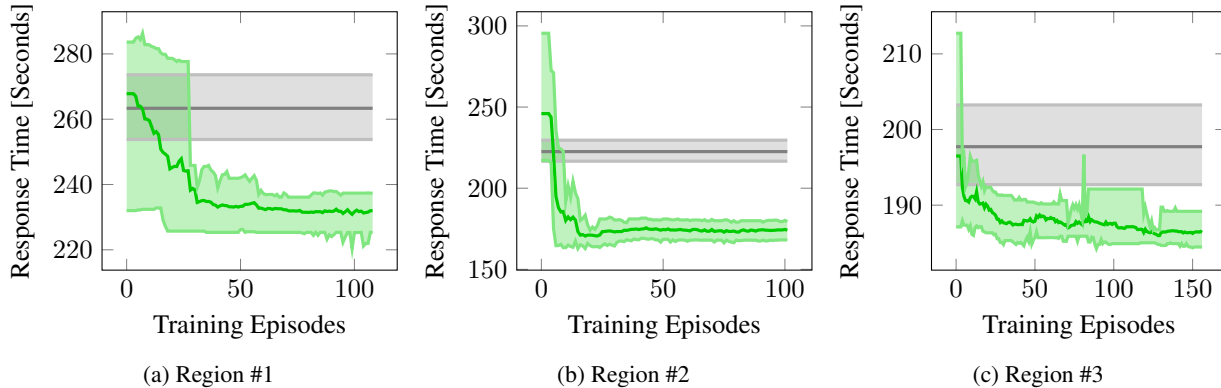 Response Time [Seconds]
280
260
240
220
0
50
100
Training Episodes
(a) Region #1
Response Time [Seconds]
300
250
200
150
0
50
100
Training Episodes
(b) Region #2
Response Time [Seconds]
210
200
190
0
50
100
150
Training Episodes
(c) Region #3